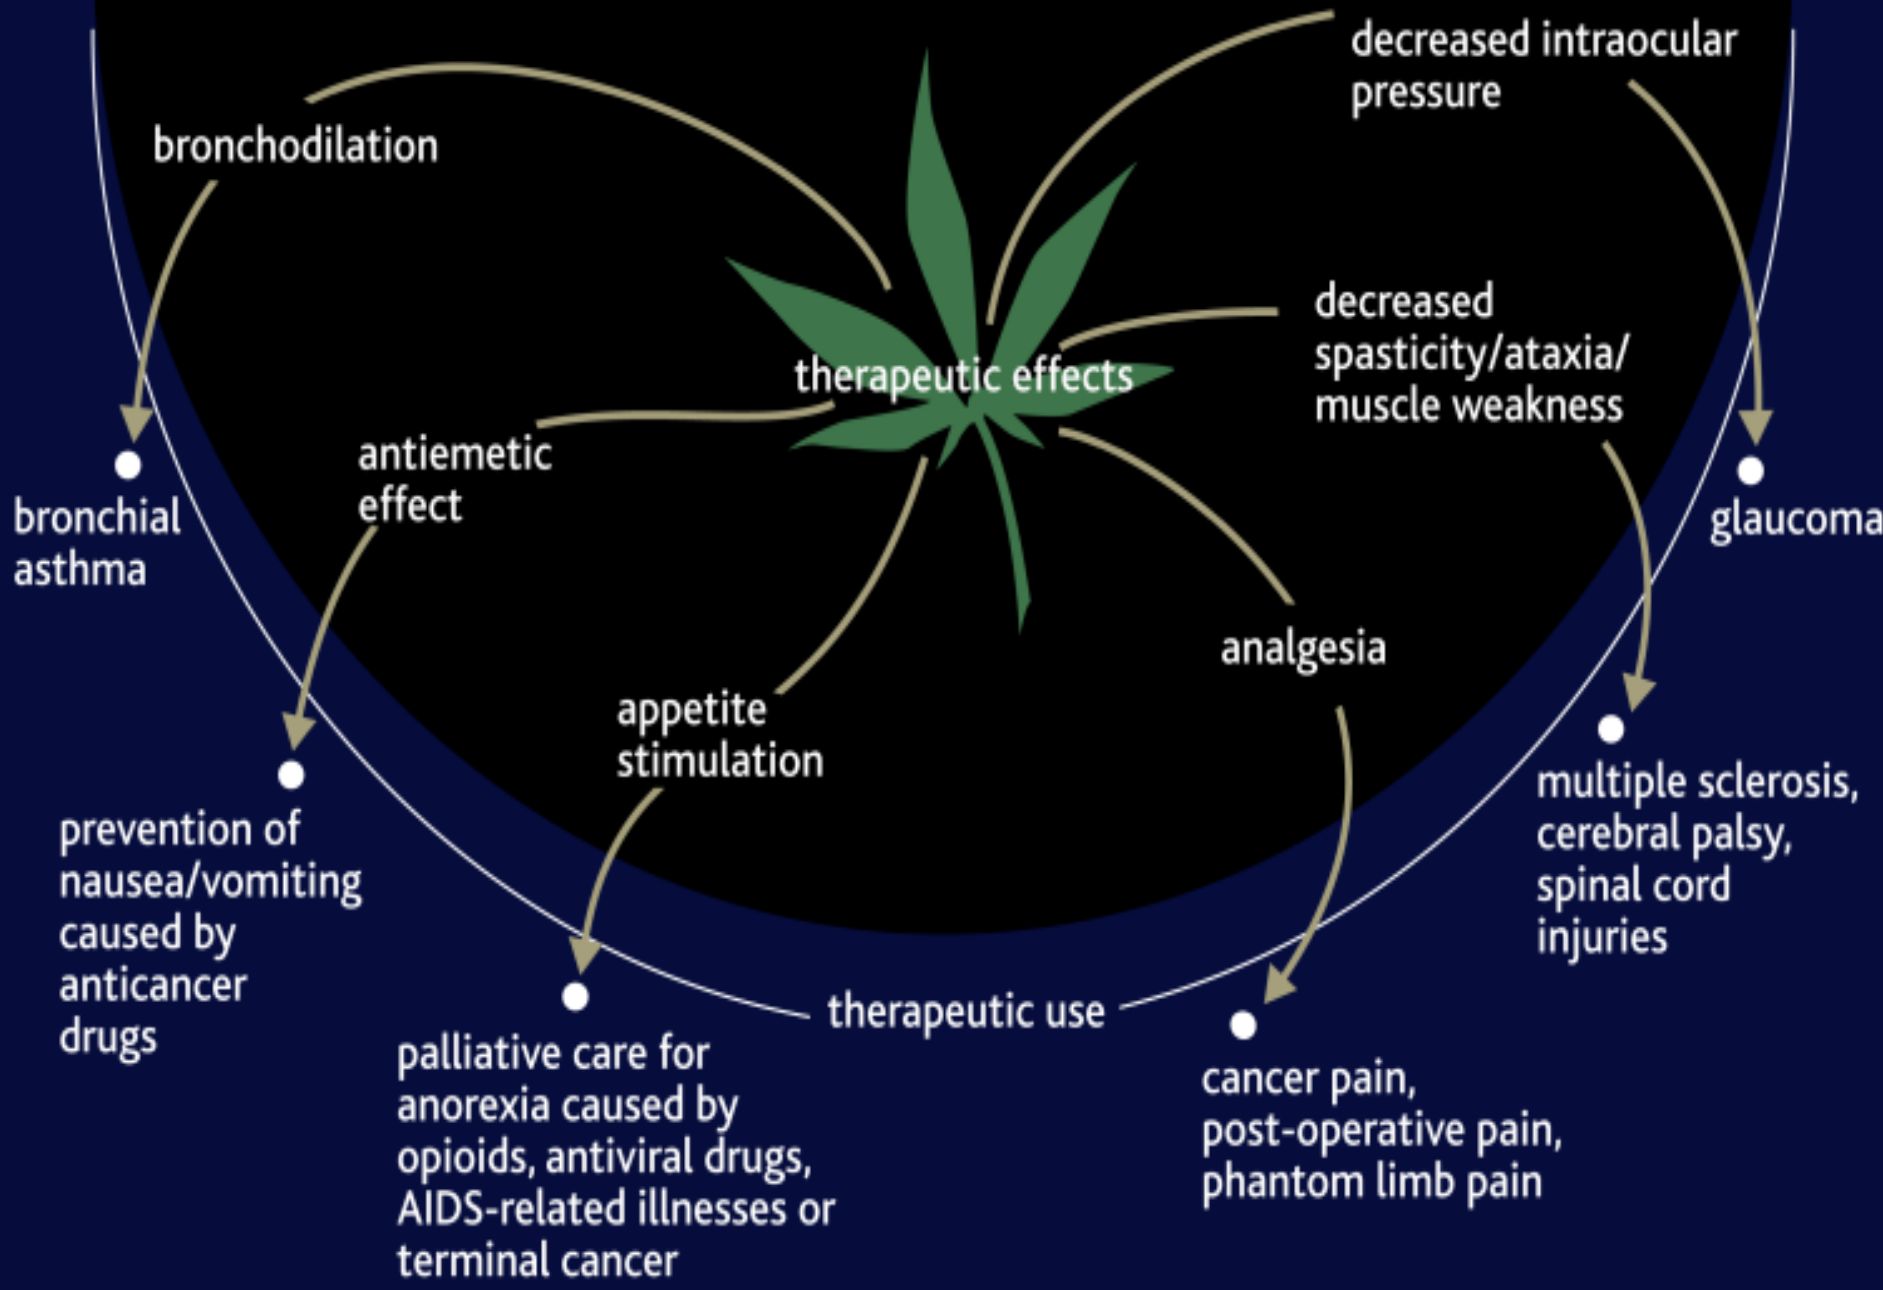 decreased intraocular
pressure
bronchodilation
decreased
spasticity/ataxia/
muscle weakness
therapeutic effects
antiemetic
effect
bronchial
asthma
glaucoma
analgesia
appetite
stimulation
multiple sclerosis,
cerebral palsy,
spinal cord
injuries
prevention of
nausea/vomiting
caused by
anticancer
drugs
therapeutic use
palliative care for
anorexia caused by
opioids, antiviral drugs,
AIDS-related illnesses or
terminal cancer
cancer pain,
post-operative pain,
phantom limb pain